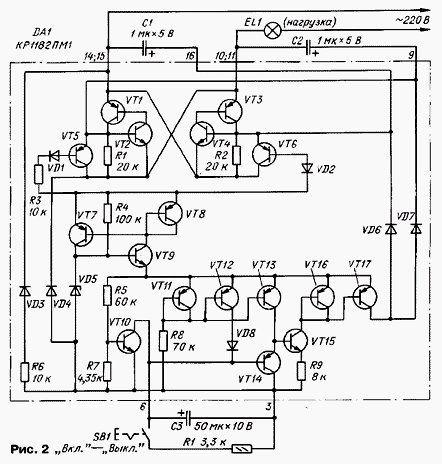 DA1
КР1182ПМ1
C1
1 мк × 5 В
EL1 (нагрузка)
~220 В
14;15
16
10;11
C2
1 мк × 5 В
9
VT1
VT3
VT5
VT2
VT4
VT6
VD1
R1
20 к
R2
20 к
VD2
R3
10 к
VT7
R4
100 к
VT8
VD6
VD7
VT9
VD3
VD4
VD5
VT11
VT12
VT13
VT16
VT17
R5
60 к
VT10
R8
70 к
VD8
VT15
R6
10 к
R7
4,35к
VT14
R9
8 к
6
3
C3
50 мк × 10 В
SB1
R1 3,3 к
Рис. 2 „Вкл."—„Выкл."